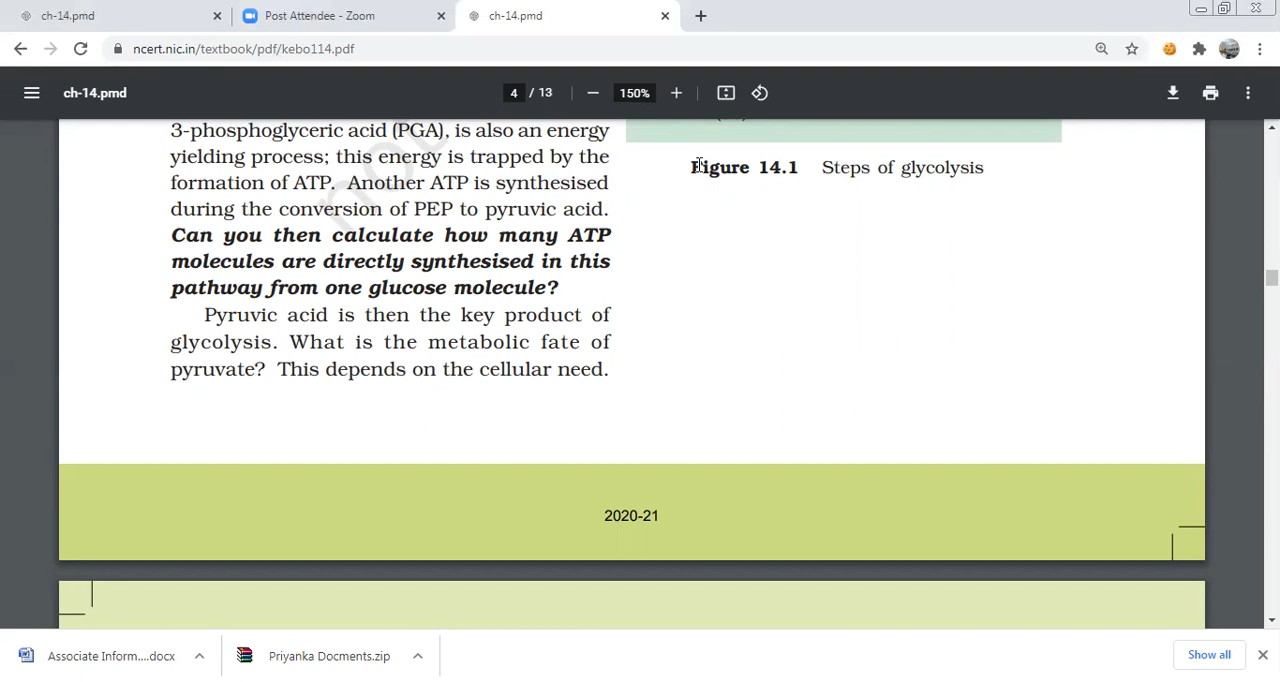 ch-14.pmd
Post Attendee - Zoom
ch-14.pmd
ncert.nic.in/textbook/pdf/kebo114.pdf
ch-14.pmd
4 / 13
150%
3-phosphoglyceric acid (PGA), is also an energy
yielding process; this energy is trapped by the
formation of ATP. Another ATP is synthesised
during the conversion of PEP to pyruvic acid.
Can you then calculate how many ATP
molecules are directly synthesised in this
pathway from one glucose molecule?
Pyruvic acid is then the key product of
glycolysis. What is the metabolic fate of
pyruvate? This depends on the cellular need.
Figure 14.1 Steps of glycolysis
2020-21
Associate Inform....docx
Priyanka Docments.zip
Show all